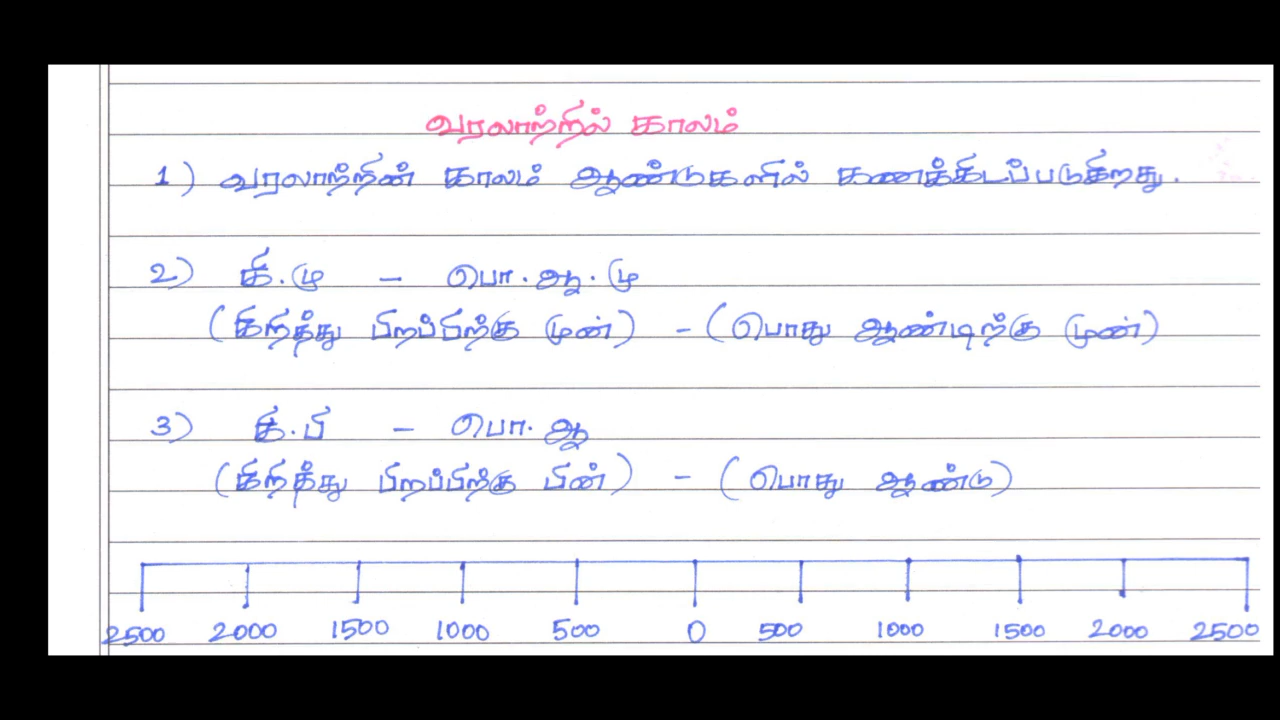 வரலாற்றில் காலம்
1) வரலாற்றின் காலம் ஆண்டுகளில் கணக்கிடப்படுகிறது.
2) கி.மு - பொ.ஆ.மு
(கிறித்து பிறப்பிற்கு முன்) - (பொது ஆண்டிற்கு முன்)
3) கி.பி - பொ.ஆ
(கிறித்து பிறப்பிற்கு பின்) - (பொது ஆண்டு)
2500 2000 1500 1000 500 0 500 1000 1500 2000 2500